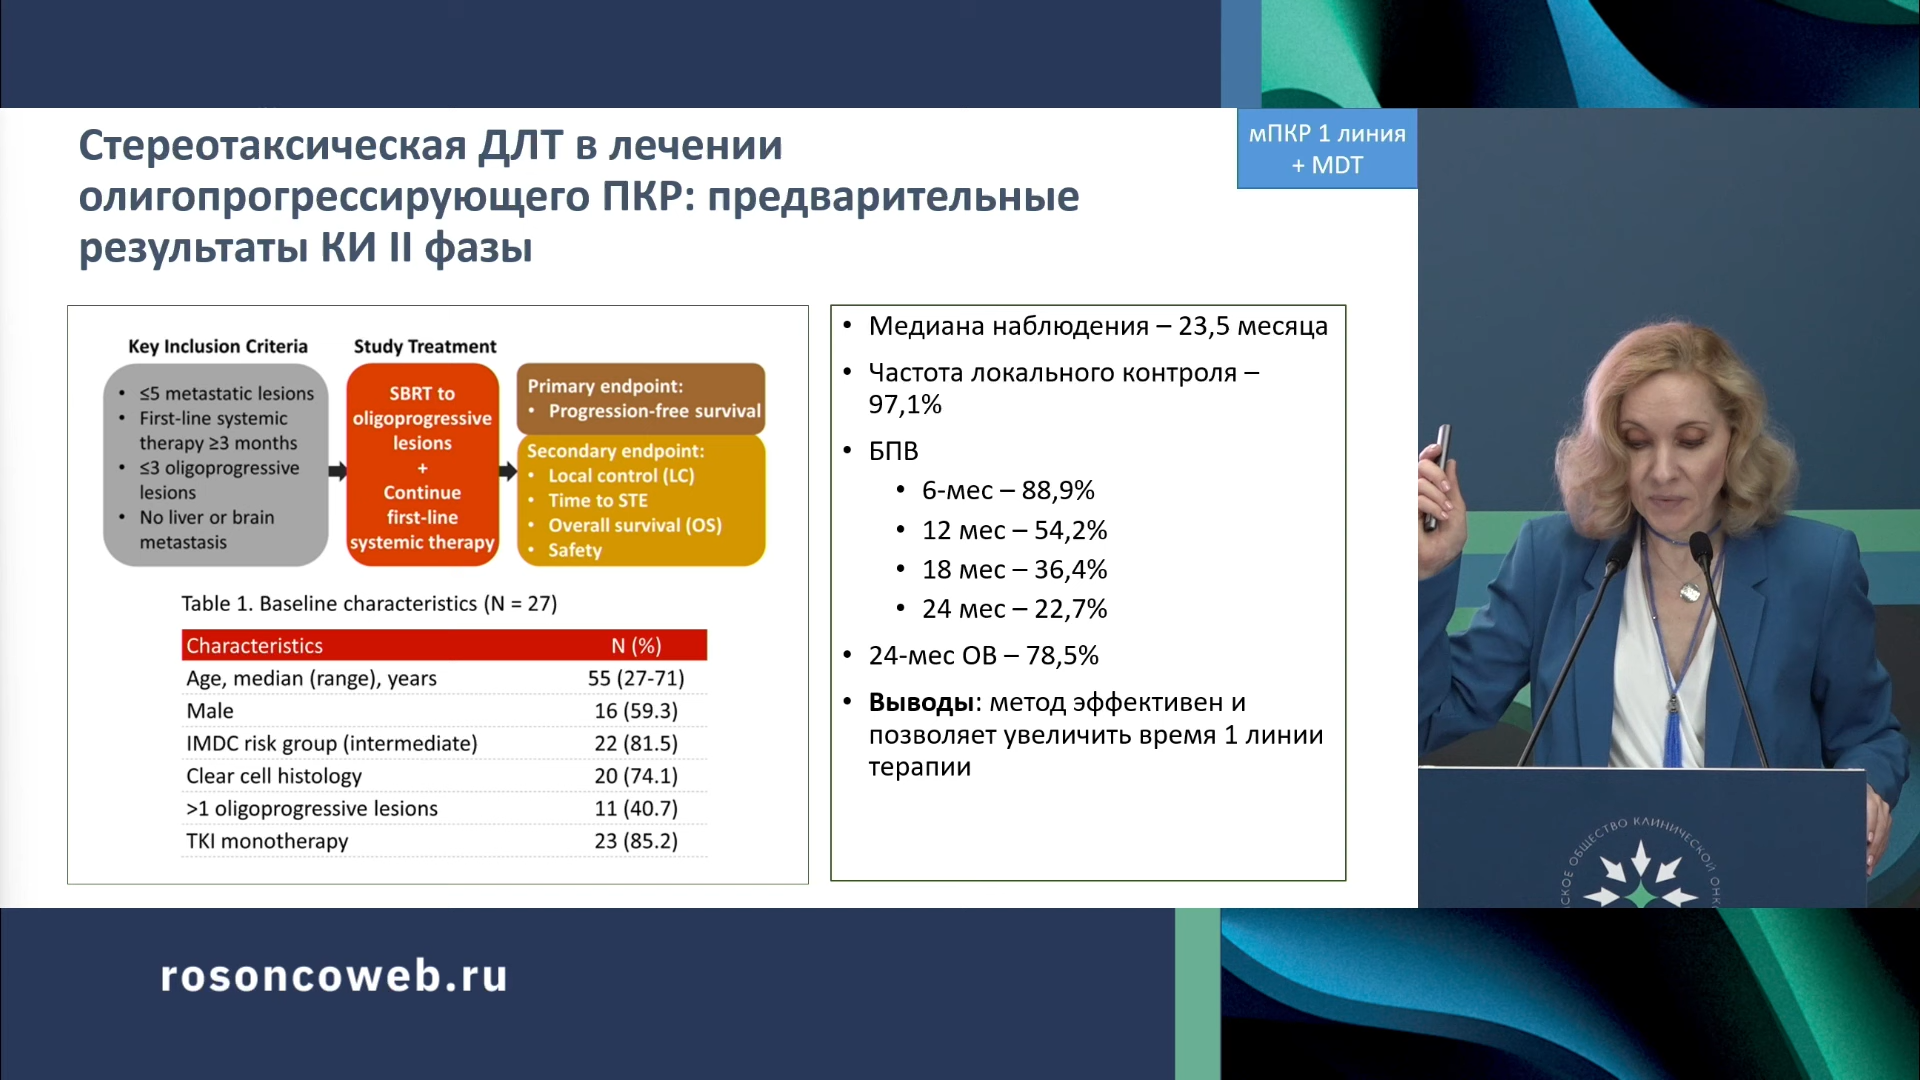 Стереотаксическая ДЛТ в лечении
олигопрогрессирующего ПКР: предварительные
результаты КИ II фазы
мПКР 1 линия
+ MDT
Key Inclusion Criteria
• ≤5 metastatic lesions
• First-line systemic
therapy ≥3 months
• ≤3 oligoprogressive
lesions
• No liver or brain
metastasis
Study Treatment
SBRT to
oligoprogressive
lesions
+
Continue
first-line
systemic therapy
Primary endpoint:
• Progression-free survival
Secondary endpoint:
• Local control (LC)
• Time to STE
• Overall survival (OS)
• Safety
Table 1. Baseline characteristics (N = 27)
Characteristics N (%)
Age, median (range), years 55 (27-71)
Male 16 (59.3)
IMDC risk group (intermediate) 22 (81.5)
Clear cell histology 20 (74.1)
>1 oligoprogressive lesions 11 (40.7)
TKI monotherapy 23 (85.2)
• Медиана наблюдения – 23,5 месяца
• Частота локального контроля –
97,1%
• БПВ
• 6-мес – 88,9%
• 12 мес – 54,2%
• 18 мес – 36,4%
• 24 мес – 22,7%
• 24-мес ОВ – 78,5%
• Выводы: метод эффективен и
позволяет увеличить время 1 линии
терапии
ОБЩЕСТВО КЛИНИЧЕСКОЙ
rosoncoweb.ru